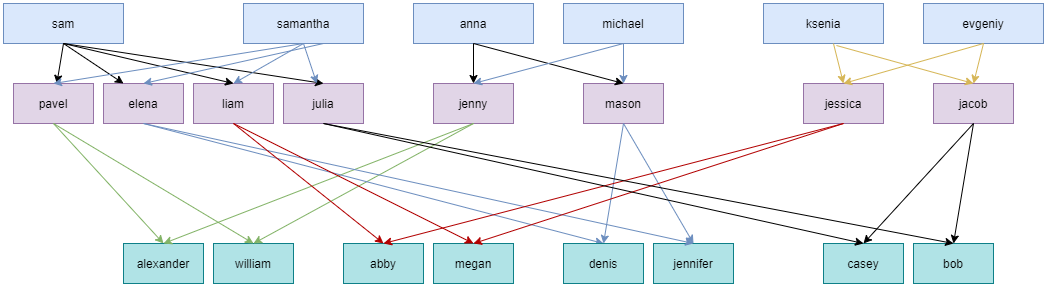 sam
samantha
anna
michael
ksenia
evgeniy
pavel
elena
liam
julia
jenny
mason
jessica
jacob
alexander
william
abby
megan
denis
jennifer
casey
bob